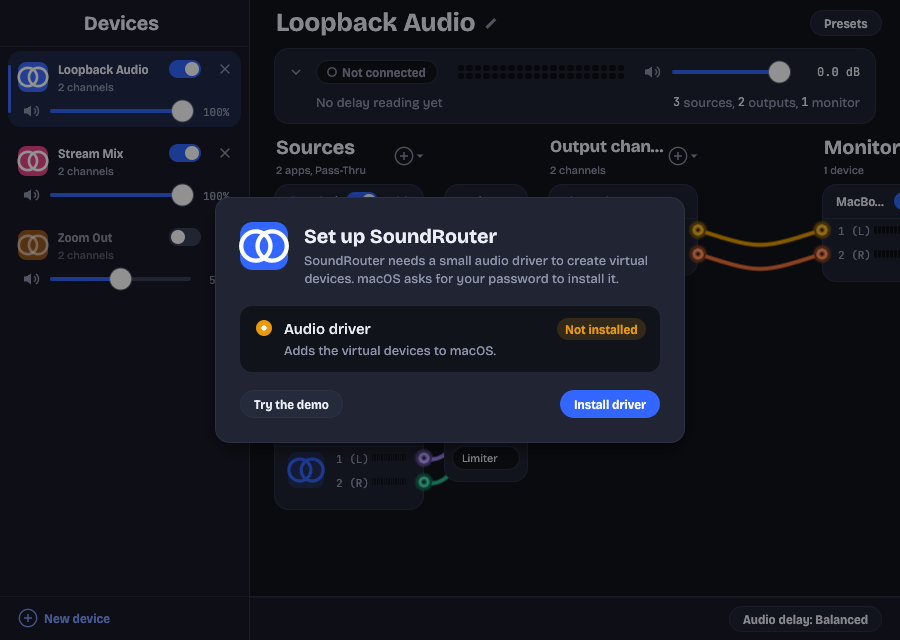 Devices
Loopback Audio
2 channels
100%
Stream Mix
2 channels
100%
Zoom Out
2 channels
New device
Loopback Audio
Presets
Not connected
0.0 dB
No delay reading yet
3 sources, 2 outputs, 1 monitor
Sources
2 apps, Pass-Thru
Output chan...
2 channels
Monitor
1 device
MacBo...
1 (L)
2 (R)
Set up SoundRouter
SoundRouter needs a small audio driver to create virtual
devices. macOS asks for your password to install it.
Audio driver
Not installed
Adds the virtual devices to macOS.
Try the demo
Install driver
1 (L)
2 (R)
Limiter
Audio delay: Balanced